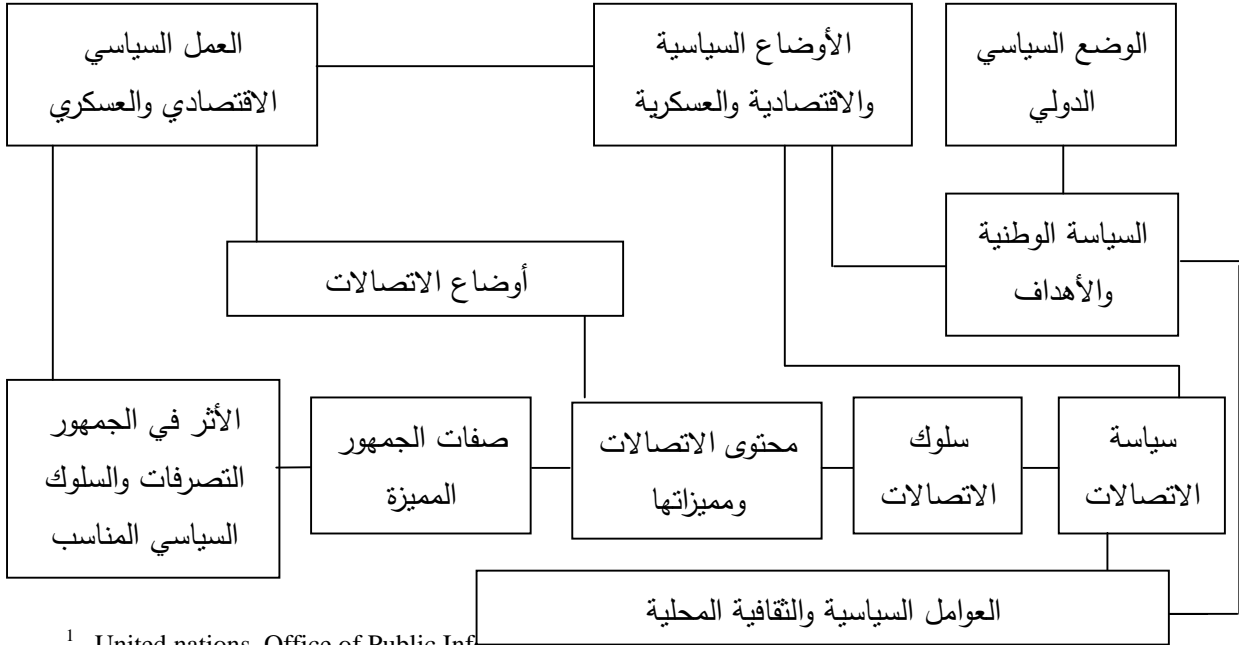 الوضع السياسي
الدولي
الأوضاع السياسية
والاقتصادية والعسكرية
العمل السياسي
الاقتصادي والعسكري
السياسة الوطنية
والأهداف
أوضاع الاتصالات
سياسة
الاتصالات
سلوك
الاتصالات
محتوى الاتصالات
ومميزاتها
صفات الجمهور
المميزة
الأثر في الجمهور
التصرفات والسلوك
السياسي المناسب
العوامل السياسية والثقافية المحلية
1 United nations, Office of Public